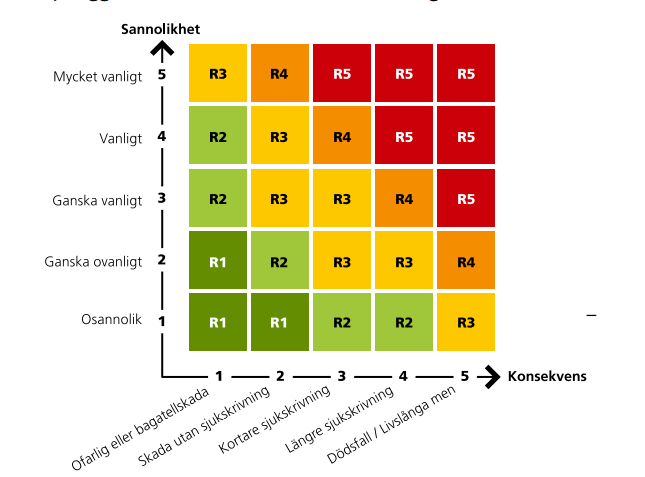 Sannolikhet
Mycket vanligt 5 R3 R4 R5 R5 R5
Vanligt 4 R2 R3 R4 R5 R5
Ganska vanligt 3 R2 R3 R3 R4 R5
Ganska ovanligt 2 R1 R2 R3 R3 R4
Osannolik 1 R1 R1 R2 R2 R3
–
1 2 3 4 5 Konsekvens
Ofarlig eller bagatellskada
Skada utan sjukskrivning
Kortare sjukskrivning
Längre sjukskrivning
Dödsfall / Livslånga men